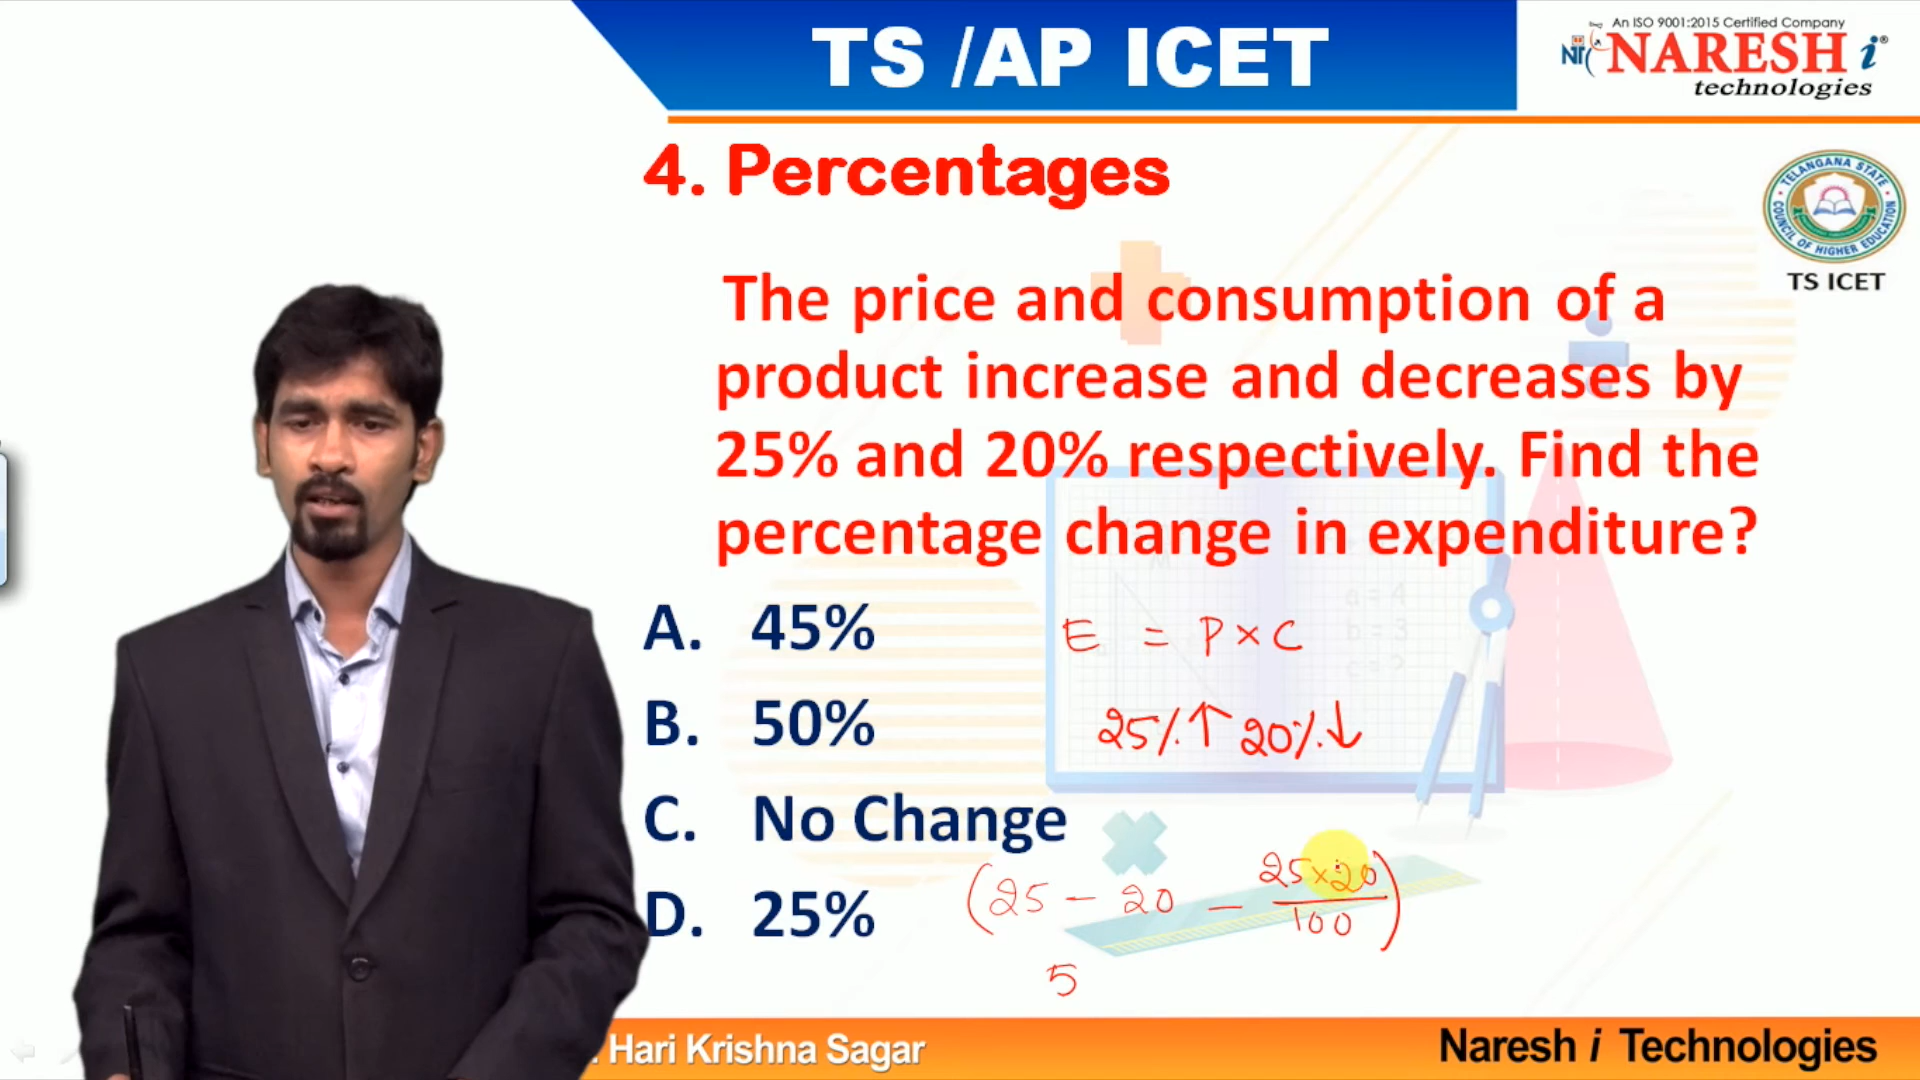 TS /AP ICET
An ISO 9001:2015 Certified Company
NARESH i
technologies
4. Percentages
TELANGANA STATE COUNCIL OF HIGHER EDUCATION
TS ICET
The price and consumption of a
product increase and decreases by
25% and 20% respectively. Find the
percentage change in expenditure?
A. 45%
E = P × C
B. 50%
25%↑ 20%↓
C. No Change
D. 25%
(25 - 20 - 25×20/100)
5
Hari Krishna Sagar
Naresh i Technologies